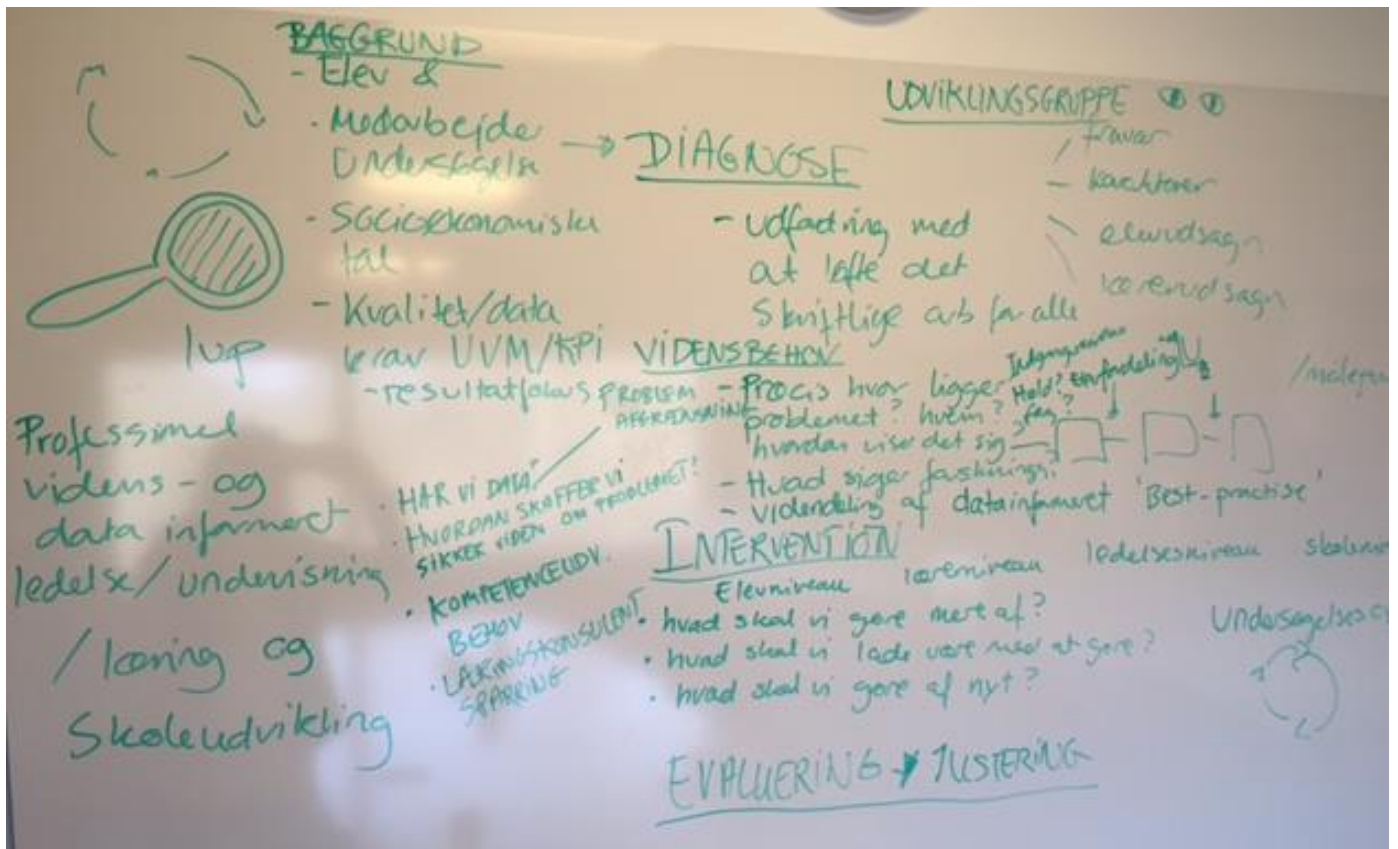 BAGGRUND
- Elev &
· Medarbejder
Undersøgelse
- Socioøkonomiske
tal
- Kvalitet/data
krav UVM/KPI
- resultatfokus
lup
Professionel
videns- og
data informeret
ledelse/undervisning
/læring og
Skoleudvikling
→ DIAGNOSE
- udfordring med
at løfte det
Skriftlige arb for alle
UDVIKLINGSGRUPPE
fravær
- karakterer
elevudsagn
lærerudsagn
VIDENSBEHOV
PROBLEM
AFGRÆNSNING
- Præcis hvor ligger
problemet? hvem?
hvordan viser det sig
Hold?
fag?
- Hvad siger forskning?
- Videndeling af datainformeret 'Best-practise'
· HAR VI DATA?
· HVORDAN SKAFFER VI
SIKKER VIDEN OM PROBLEMET?
· KOMPETENCEUDV.
BEHOV
· LÆRINGSKONSULENT
SPARRING
INTERVENTION
Elevniveau
lærerniveau
ledelsesniveau
· hvad skal vi gøre mere af?
· hvad skal vi lade være med at gøre?
· hvad skal vi gøre af nyt?
EVALUERING → JUSTERING